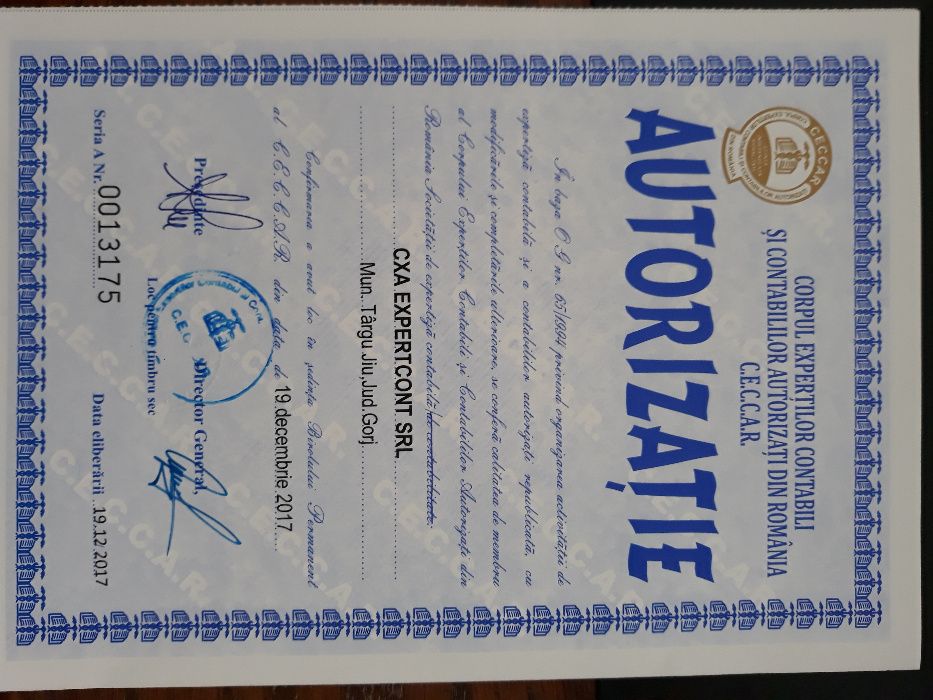 CORPUL EXPERȚILOR CONTABILI
ȘI CONTABILILOR AUTORIZAȚI DIN ROMÂNIA
C.E.C.C.A.R.
CECCAR
AUTORIZAȚIE
În baza O.G. nr. 65/1994 privind organizarea activității de
expertiză contabilă și a contabililor autorizați republicată, cu
modificările și completările ulterioare, se conferă calitatea de membru
al Corpului Experților Contabili și Contabililor Autorizați din
România Societății de expertiză contabilă/de contabilitate:
CXA EXPERTCONT SRL
Mun. Târgu Jiu,Jud.Gorj
Confirmarea a avut loc în ședința Biroului Permanent
al C.E.C.C.A.R. din data de 19 decembrie 2017
Președinte
Director General,
Loc pentru timbru sec
Seria A Nr. 0013175
Data eliberării 19.12.2017